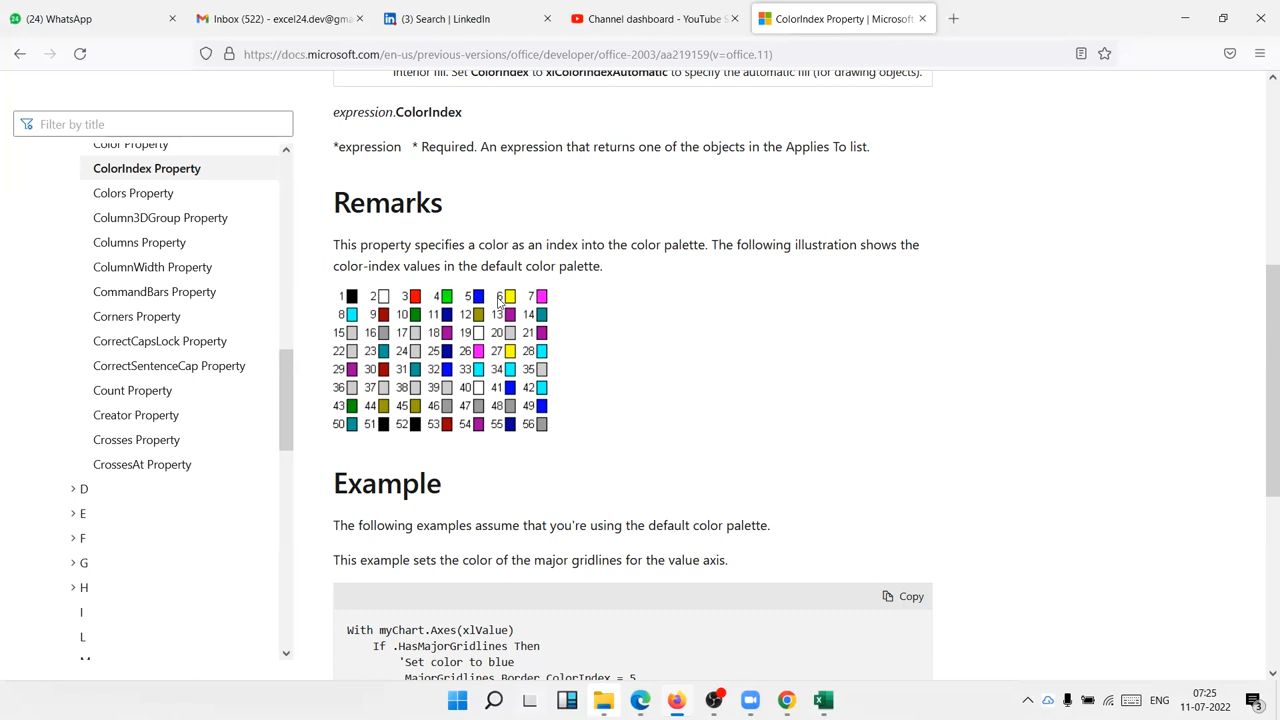 (24) WhatsApp
Inbox (522) - excel24.dev@gma
(3) Search | LinkedIn
Channel dashboard - YouTube S
ColorIndex Property | Microsoft
https://docs.microsoft.com/en-us/previous-versions/office/developer/office-2003/aa219159(v=office.11)
Filter by title
Color Property
ColorIndex Property
Colors Property
Column3DGroup Property
Columns Property
ColumnWidth Property
CommandBars Property
Corners Property
CorrectCapsLock Property
CorrectSentenceCap Property
Count Property
Creator Property
Crosses Property
CrossesAt Property
D
E
F
G
H
I
L
M
Interior fill. Set ColorIndex to xlColorIndexAutomatic to specify the automatic fill (for drawing objects).
expression.ColorIndex
*expression * Required. An expression that returns one of the objects in the Applies To list.
Remarks
This property specifies a color as an index into the color palette. The following illustration shows the
color-index values in the default color palette.
1 2 3 4 5 6 7
8 9 10 11 12 13 14
15 16 17 18 19 20 21
22 23 24 25 26 27 28
29 30 31 32 33 34 35
36 37 38 39 40 41 42
43 44 45 46 47 48 49
50 51 52 53 54 55 56
Example
The following examples assume that you're using the default color palette.
This example sets the color of the major gridlines for the value axis.
Copy
With myChart.Axes(xlValue)
If .HasMajorGridlines Then
'Set color to blue
.MajorGridlines.Border.ColorIndex = 5
ENG
07:25
11-07-2022
3